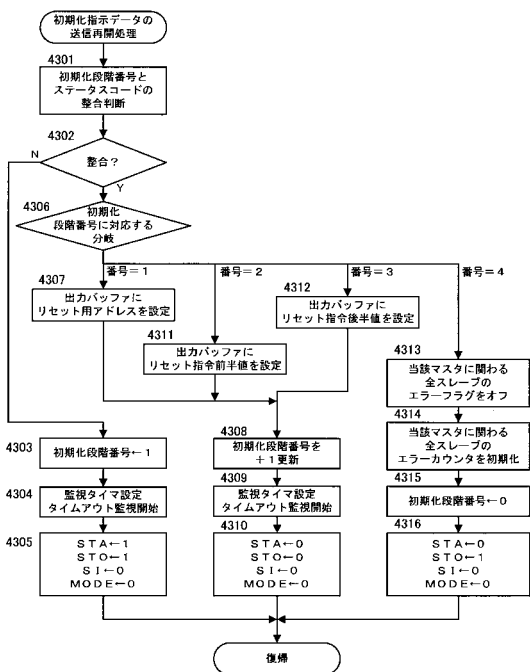 初期化指示データの
送信再開処理
4301
初期化段階番号と
ステータスコードの
整合判断
4302
N
整合？
Y
4306
初期化
段階番号に対応する
分岐
番号＝1
番号＝2
番号＝3
番号＝4
4307
出力バッファに
リセット用アドレスを設定
4312
出力バッファに
リセット指令後半値を設定
4311
出力バッファに
リセット指令前半値を設定
4313
当該マスタに関わる
全スレーブの
エラーフラグをオフ
4314
当該マスタに関わる
全スレーブの
エラーカウンタを初期化
4303
初期化段階番号←1
4308
初期化段階番号を
＋1更新
4315
初期化段階番号←0
4304
監視タイマ設定
タイムアウト監視開始
4309
監視タイマ設定
タイムアウト監視開始
4305
STA←1
STO←1
SI←0
MODE←0
4310
STA←0
STO←0
SI←0
MODE←0
4316
STA←0
STO←1
SI←0
MODE←0
復帰